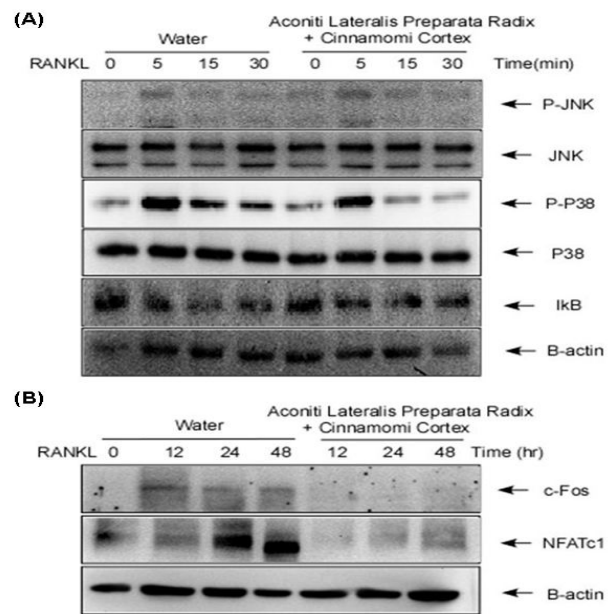 (A)
Water
Aconiti Lateralis Preparata Radix
+ Cinnamomi Cortex
RANKL 0 5 15 30 0 5 15 30 Time(min)
P-JNK
JNK
P-P38
P38
IkB
B-actin
(B)
Water
Aconiti Lateralis Preparata Radix
+ Cinnamomi Cortex
RANKL 0 12 24 48 12 24 48 Time (hr)
c-Fos
NFATc1
B-actin